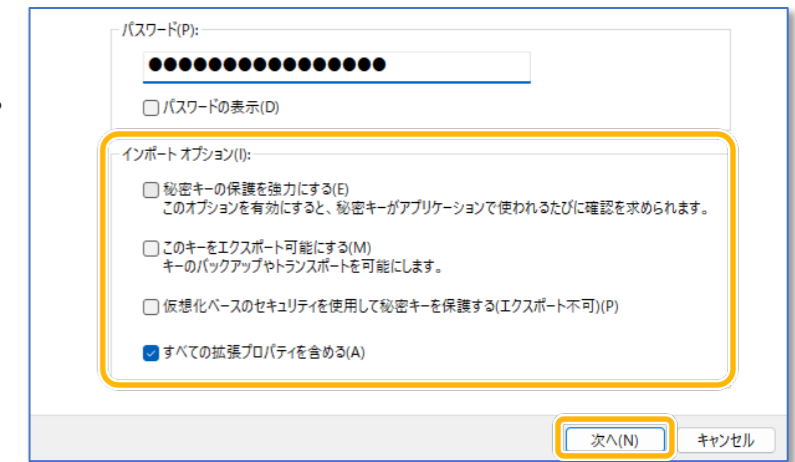 パスワード(P):
●●●●●●●●●●●●●●●●
パスワードの表示(D)
インポート オプション(I):
秘密キーの保護を強力にする(E)
このオプションを有効にすると、秘密キーがアプリケーションで使われるたびに確認を求められます。
このキーをエクスポート可能にする(M)
キーのバックアップやトランスポートを可能にします。
仮想化ベースのセキュリティを使用して秘密キーを保護する(エクスポート不可)(P)
すべての拡張プロパティを含める(A)
次へ(N)
キャンセル